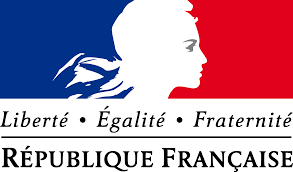 Liberté • Égalité • Fraternité
RÉPUBLIQUE FRANÇAISE